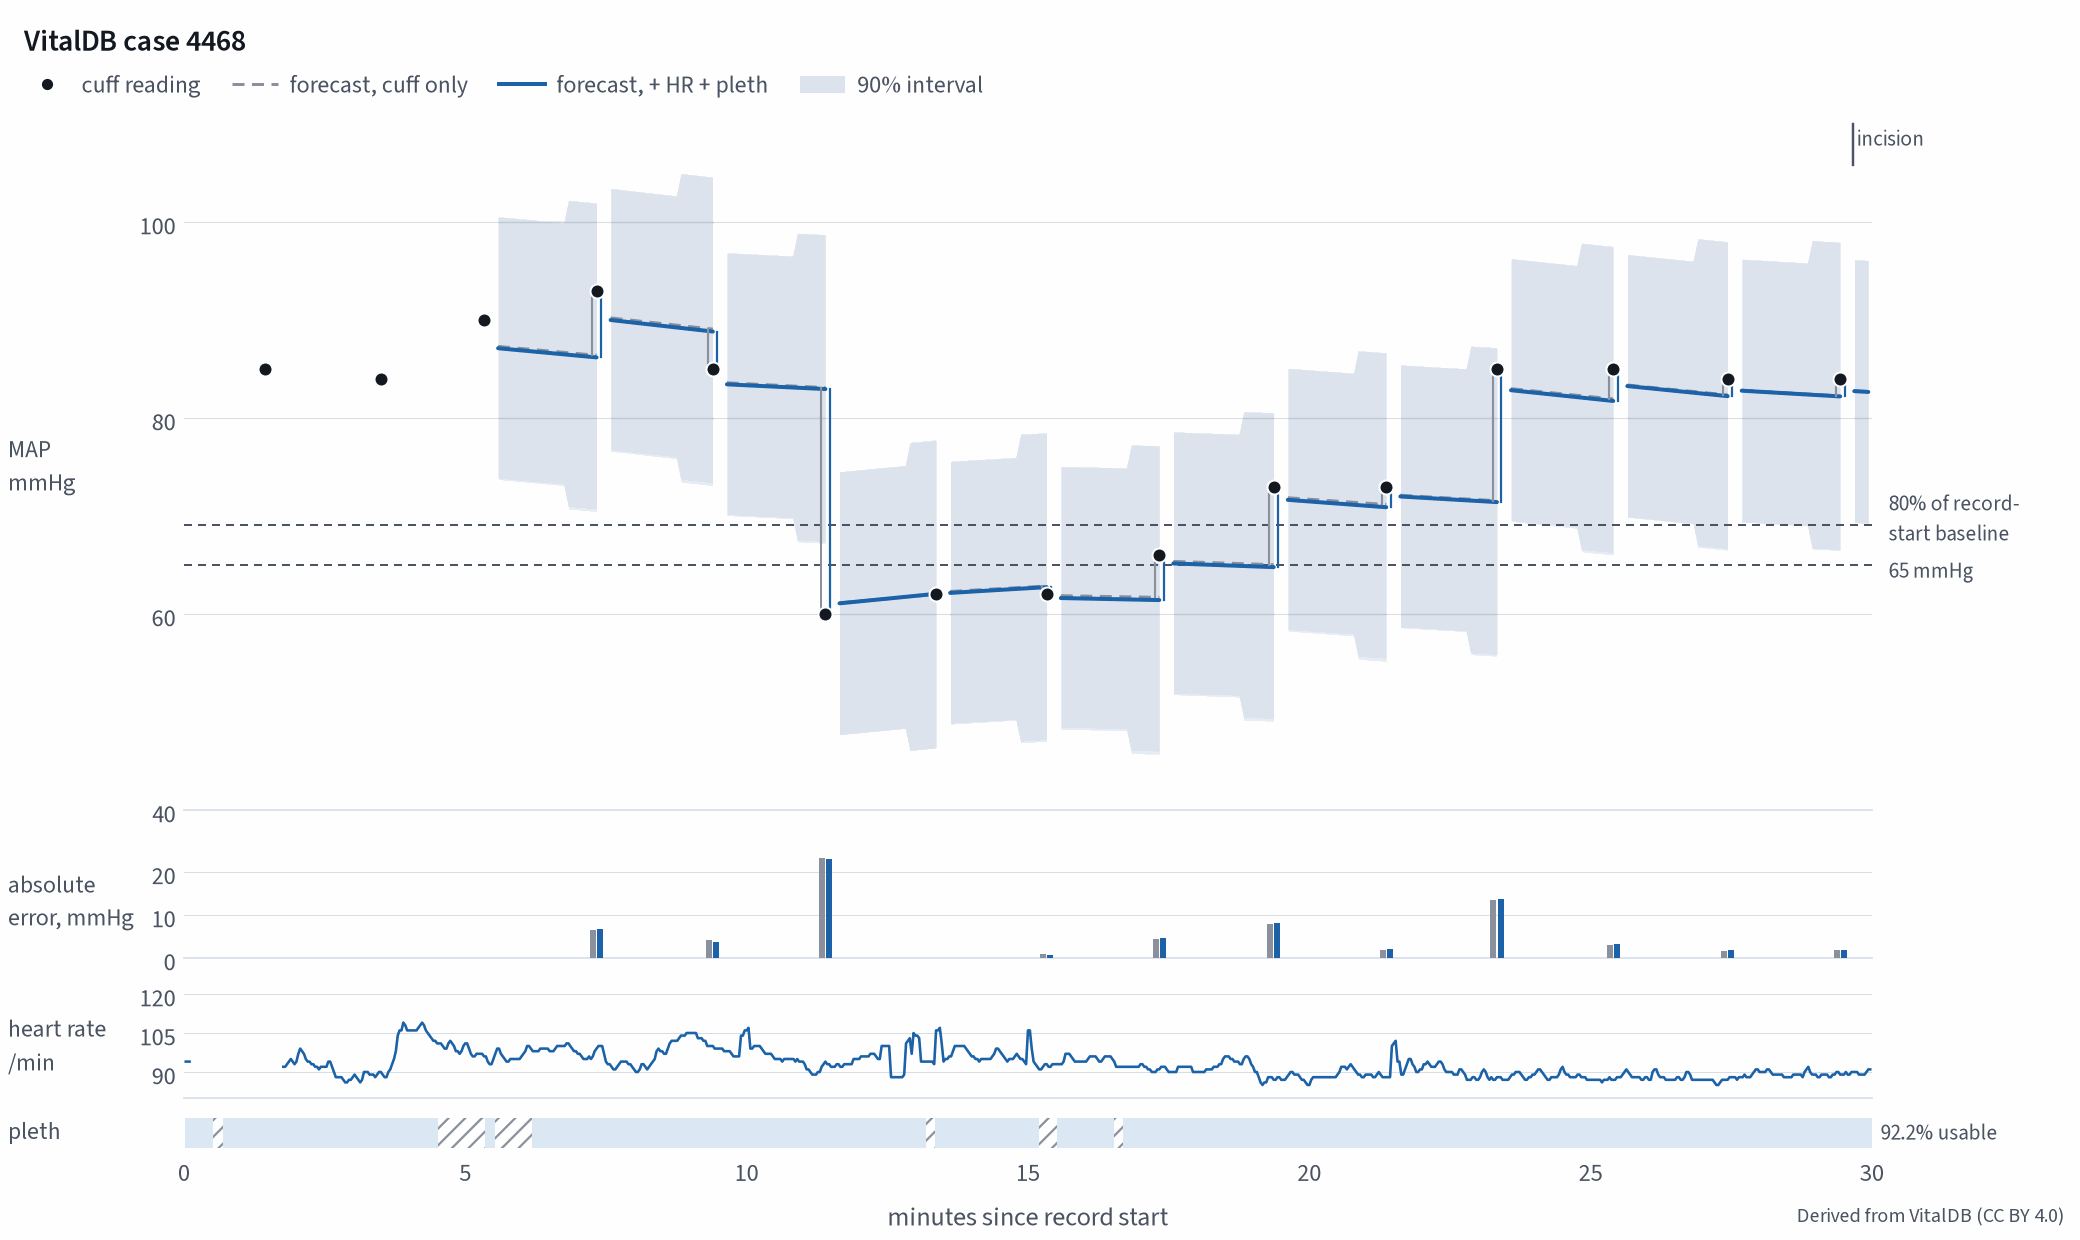 VitalDB case 4468
cuff reading
forecast, cuff only
forecast, + HR + pleth
90% interval
incision
100
80
60
MAP
mmHg
80% of record-
start baseline
65 mmHg
40
20
10
0
absolute
error, mmHg
120
105
90
heart rate
/min
pleth
92.2% usable
0 5 10 15 20 25 30
minutes since record start
Derived from VitalDB (CC BY 4.0)